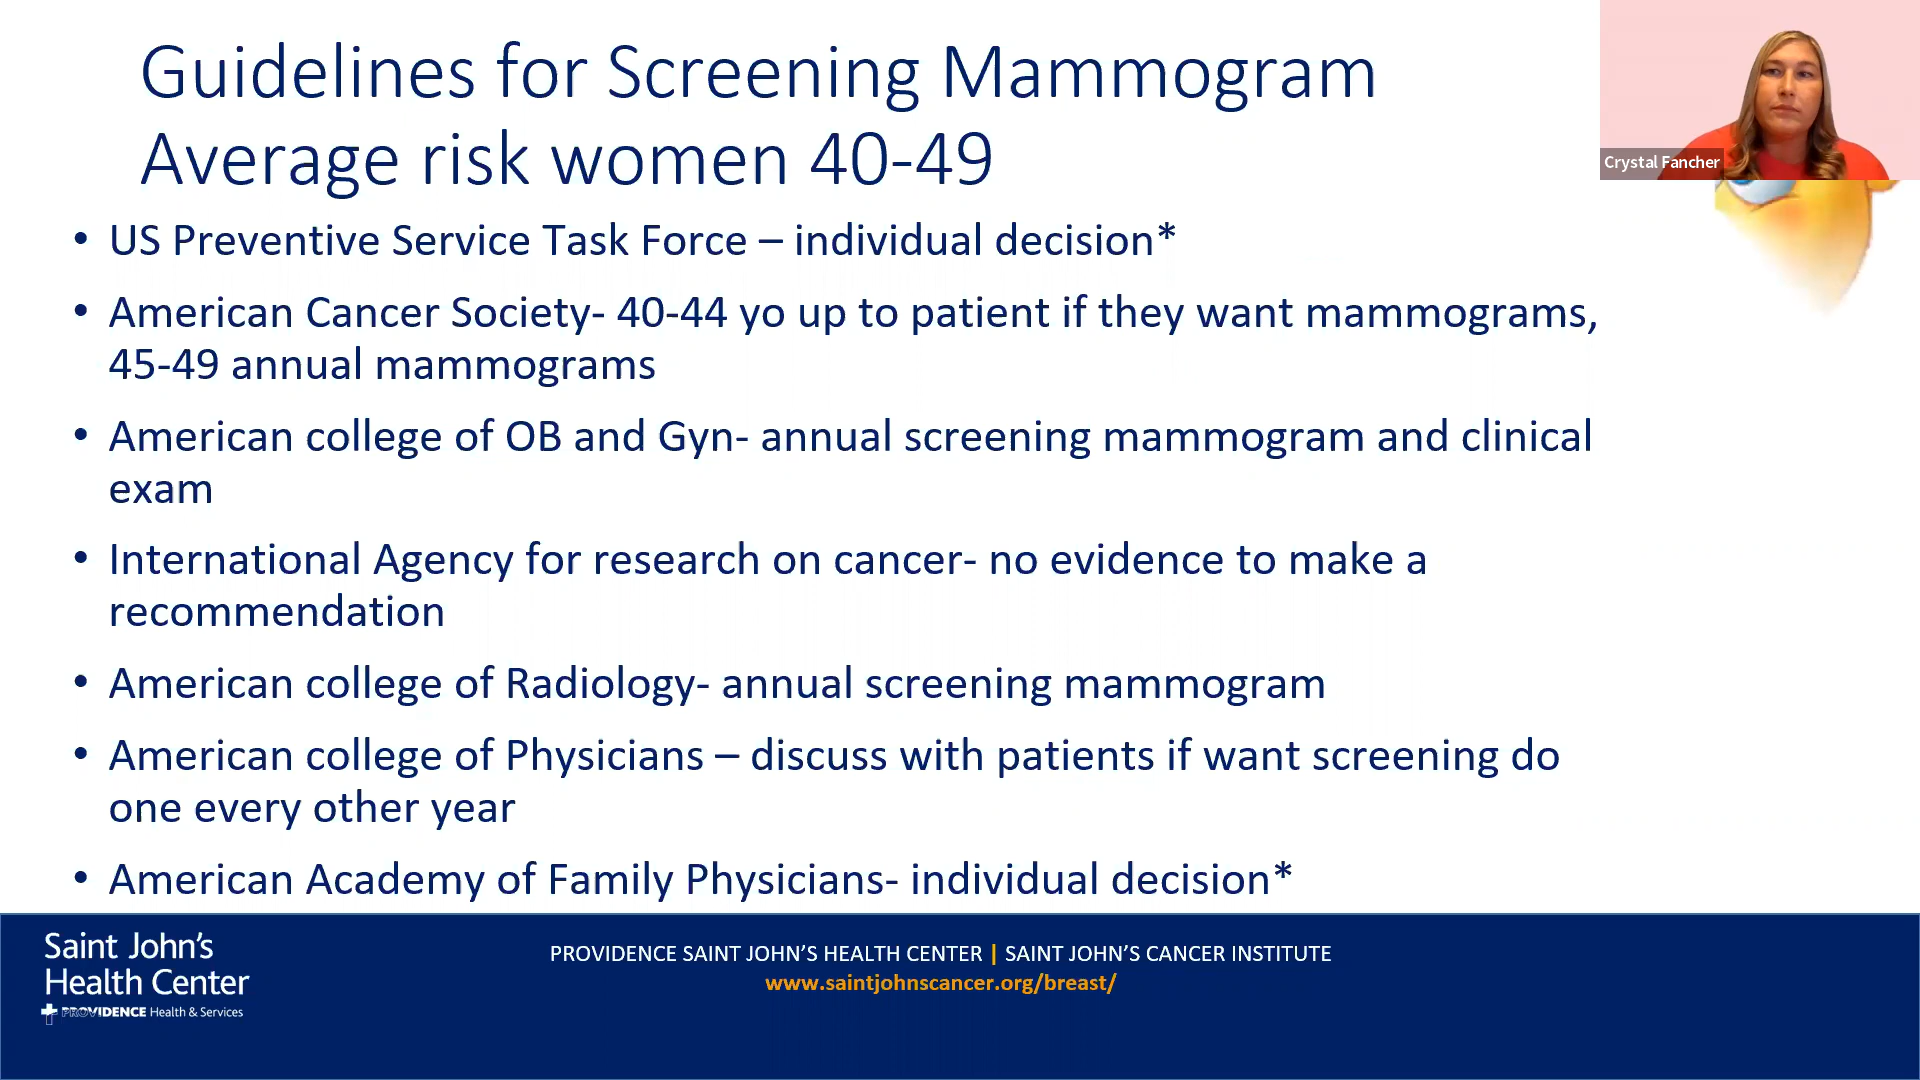 Guidelines for Screening Mammogram
Average risk women 40-49
Crystal Fancher
• US Preventive Service Task Force – individual decision*
• American Cancer Society- 40-44 yo up to patient if they want mammograms,
45-49 annual mammograms
• American college of OB and Gyn- annual screening mammogram and clinical
exam
• International Agency for research on cancer- no evidence to make a
recommendation
• American college of Radiology- annual screening mammogram
• American college of Physicians – discuss with patients if want screening do
one every other year
• American Academy of Family Physicians- individual decision*
Saint John’s
Health Center
PROVIDENCE Health & Services
PROVIDENCE SAINT JOHN’S HEALTH CENTER | SAINT JOHN’S CANCER INSTITUTE
www.saintjohnscancer.org/breast/